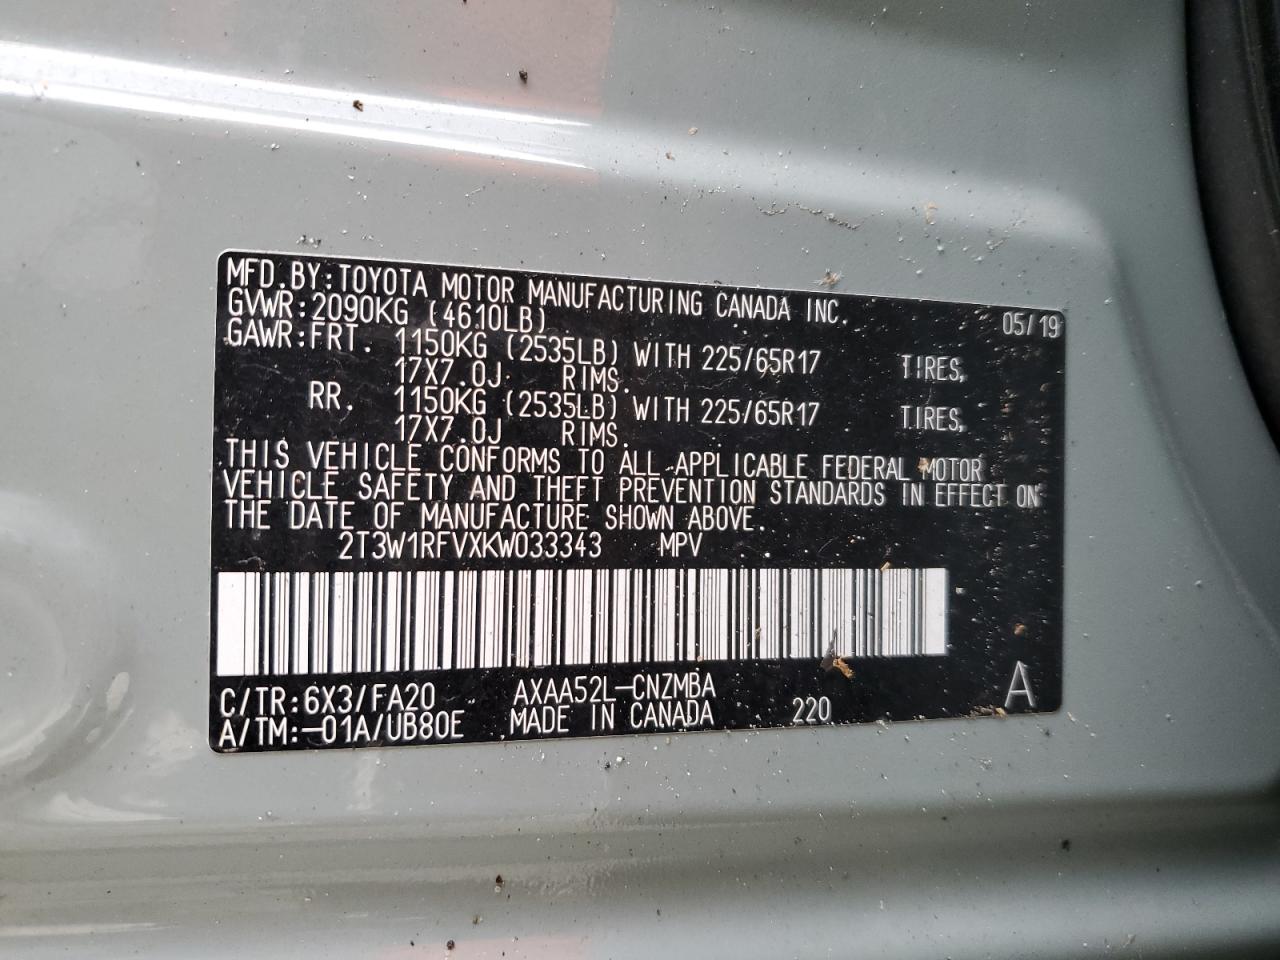 MFD.BY:TOYOTA MOTOR MANUFACTURING CANADA INC. 05/19
GVWR:2090KG (4610LB)
GAWR:FRT. 1150KG (2535LB) WITH 225/65R17 TIRES,
17X7.0J RIMS.
RR. 1150KG (2535LB) WITH 225/65R17 TIRES,
17X7.0J RIMS.
THIS VEHICLE CONFORMS TO ALL APPLICABLE FEDERAL MOTOR
VEHICLE SAFETY AND THEFT PREVENTION STANDARDS IN EFFECT ON
THE DATE OF MANUFACTURE SHOWN ABOVE.
2T3W1RFVXKW033343 MPV
C/TR:6X3/FA20 AXAA52L-CNZMBA A
A/TM:-01A/UB80E MADE IN CANADA 220